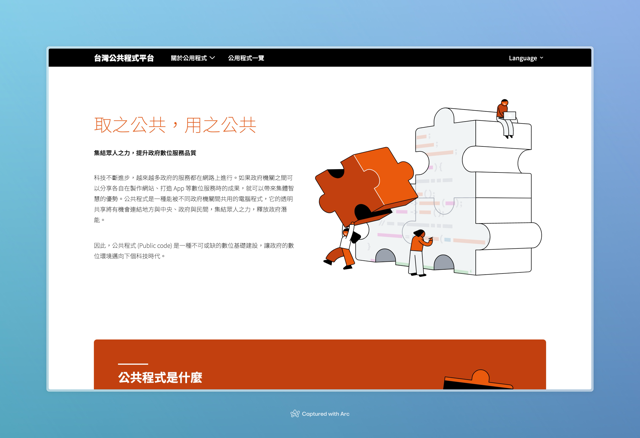 台灣公共程式平台
關於公用程式
公用程式一覽
Language
取之公共，用之公共
集結眾人之力，提升政府數位服務品質
科技不斷進步，越來越多政府的服務都在網路上進行。如果政府機關之間可
以分享各自在製作網站、打造 App 等數位服務時的成果，就可以帶來集體智
慧的優勢。公共程式是一種能被不同政府機關間共用的電腦程式，它的透明
共享將有機會連結地方與中央、政府與民間，集結眾人之力，釋放政府潛
能。
因此，公共程式 (Public code) 是一種不可或缺的數位基礎建設，讓政府的數
位環境邁向下個科技時代。
公共程式是什麼
Captured with Arc